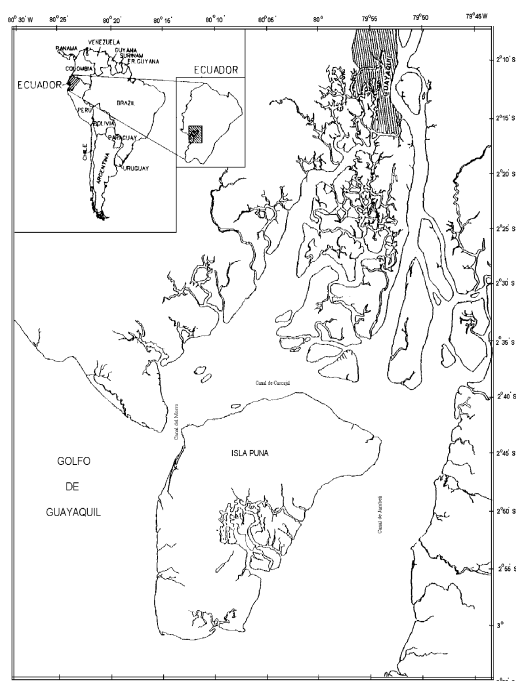 80° 30' W
80° 25'
80° 20'
80° 15'
80° 10'
80° 05'
80°
79° 55'
79° 50'
79° 45'W
PANAMA
VENEZUELA
GUYANA
SURINAM
FR.GUYANA
COLOMBIA
ECUADOR
ECUADOR
BRAZIL
PERU
BOLIVIA
PARAGUAY
CHILE
ARGENTINA
URUGUAY
GUAYAQUIL
2° 10' S
2° 15' S
2° 20' S
2° 25' S
2° 30' S
2° 35' S
2° 40' S
2° 45' S
2° 50' S
2° 55' S
3° S
Canal de Cascajal
Canal del Morro
ISLA PUNA
GOLFO
DE
GUAYAQUIL
Canal de Jambelí